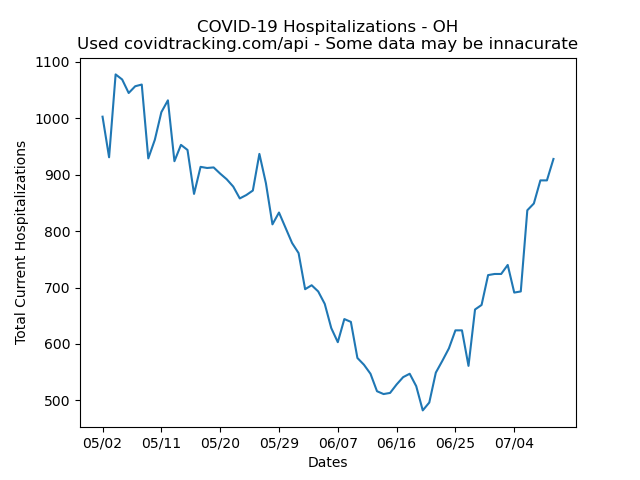 COVID-19 Hospitalizations - OH
Used covidtracking.com/api - Some data may be innacurate
1100
1000
900
800
700
600
500
Total Current Hospitalizations
05/02 05/11 05/20 05/29 06/07 06/16 06/25 07/04
Dates